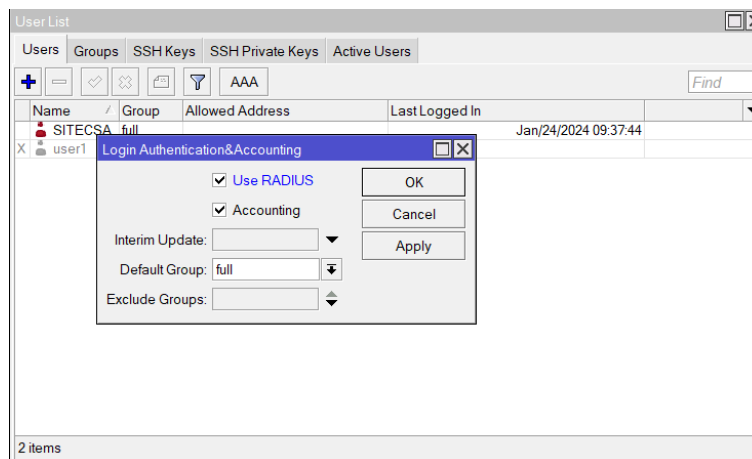 User List
Users Groups SSH Keys SSH Private Keys Active Users
AAA Find
Name Group Allowed Address Last Logged In
SITECSA full Jan/24/2024 09:37:44
X user1
Login Authentication&Accounting
Use RADIUS OK
Accounting Cancel
Interim Update: Apply
Default Group: full
Exclude Groups:
2 items